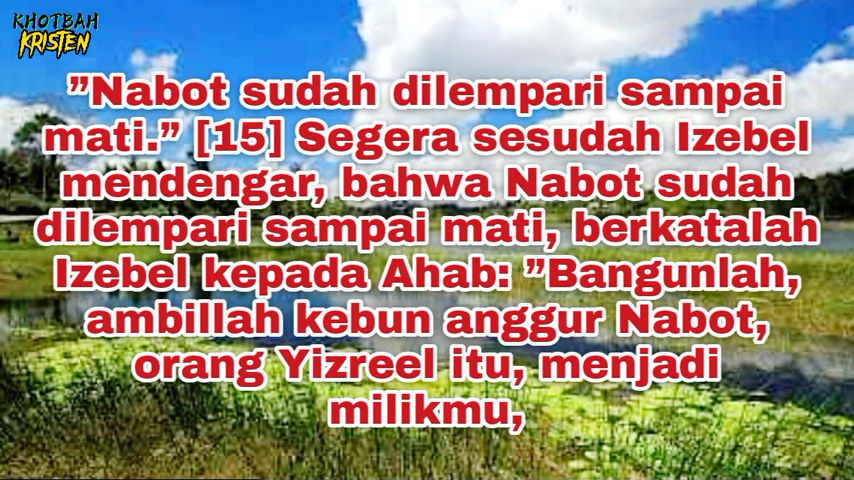 KHOTBAH
KRISTEN
”Nabot sudah dilempari sampai
mati.” [15] Segera sesudah Izebel
mendengar, bahwa Nabot sudah
dilempari sampai mati, berkatalah
Izebel kepada Ahab: ”Bangunlah,
ambillah kebun anggur Nabot,
orang Yizreel itu, menjadi
milikmu,